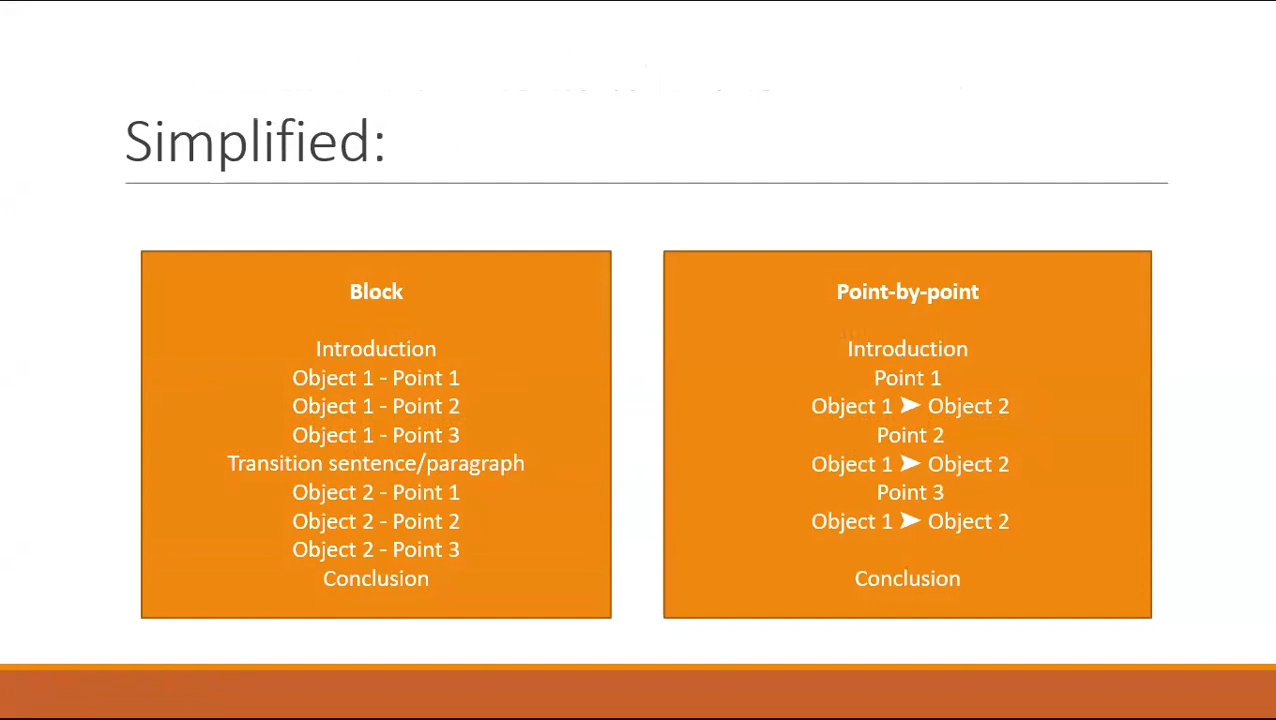 Simplified:
Block
Introduction
Object 1 - Point 1
Object 1 - Point 2
Object 1 - Point 3
Transition sentence/paragraph
Object 2 - Point 1
Object 2 - Point 2
Object 2 - Point 3
Conclusion
Point-by-point
Introduction
Point 1
Object 1 ➤ Object 2
Point 2
Object 1 ➤ Object 2
Point 3
Object 1 ➤ Object 2
Conclusion